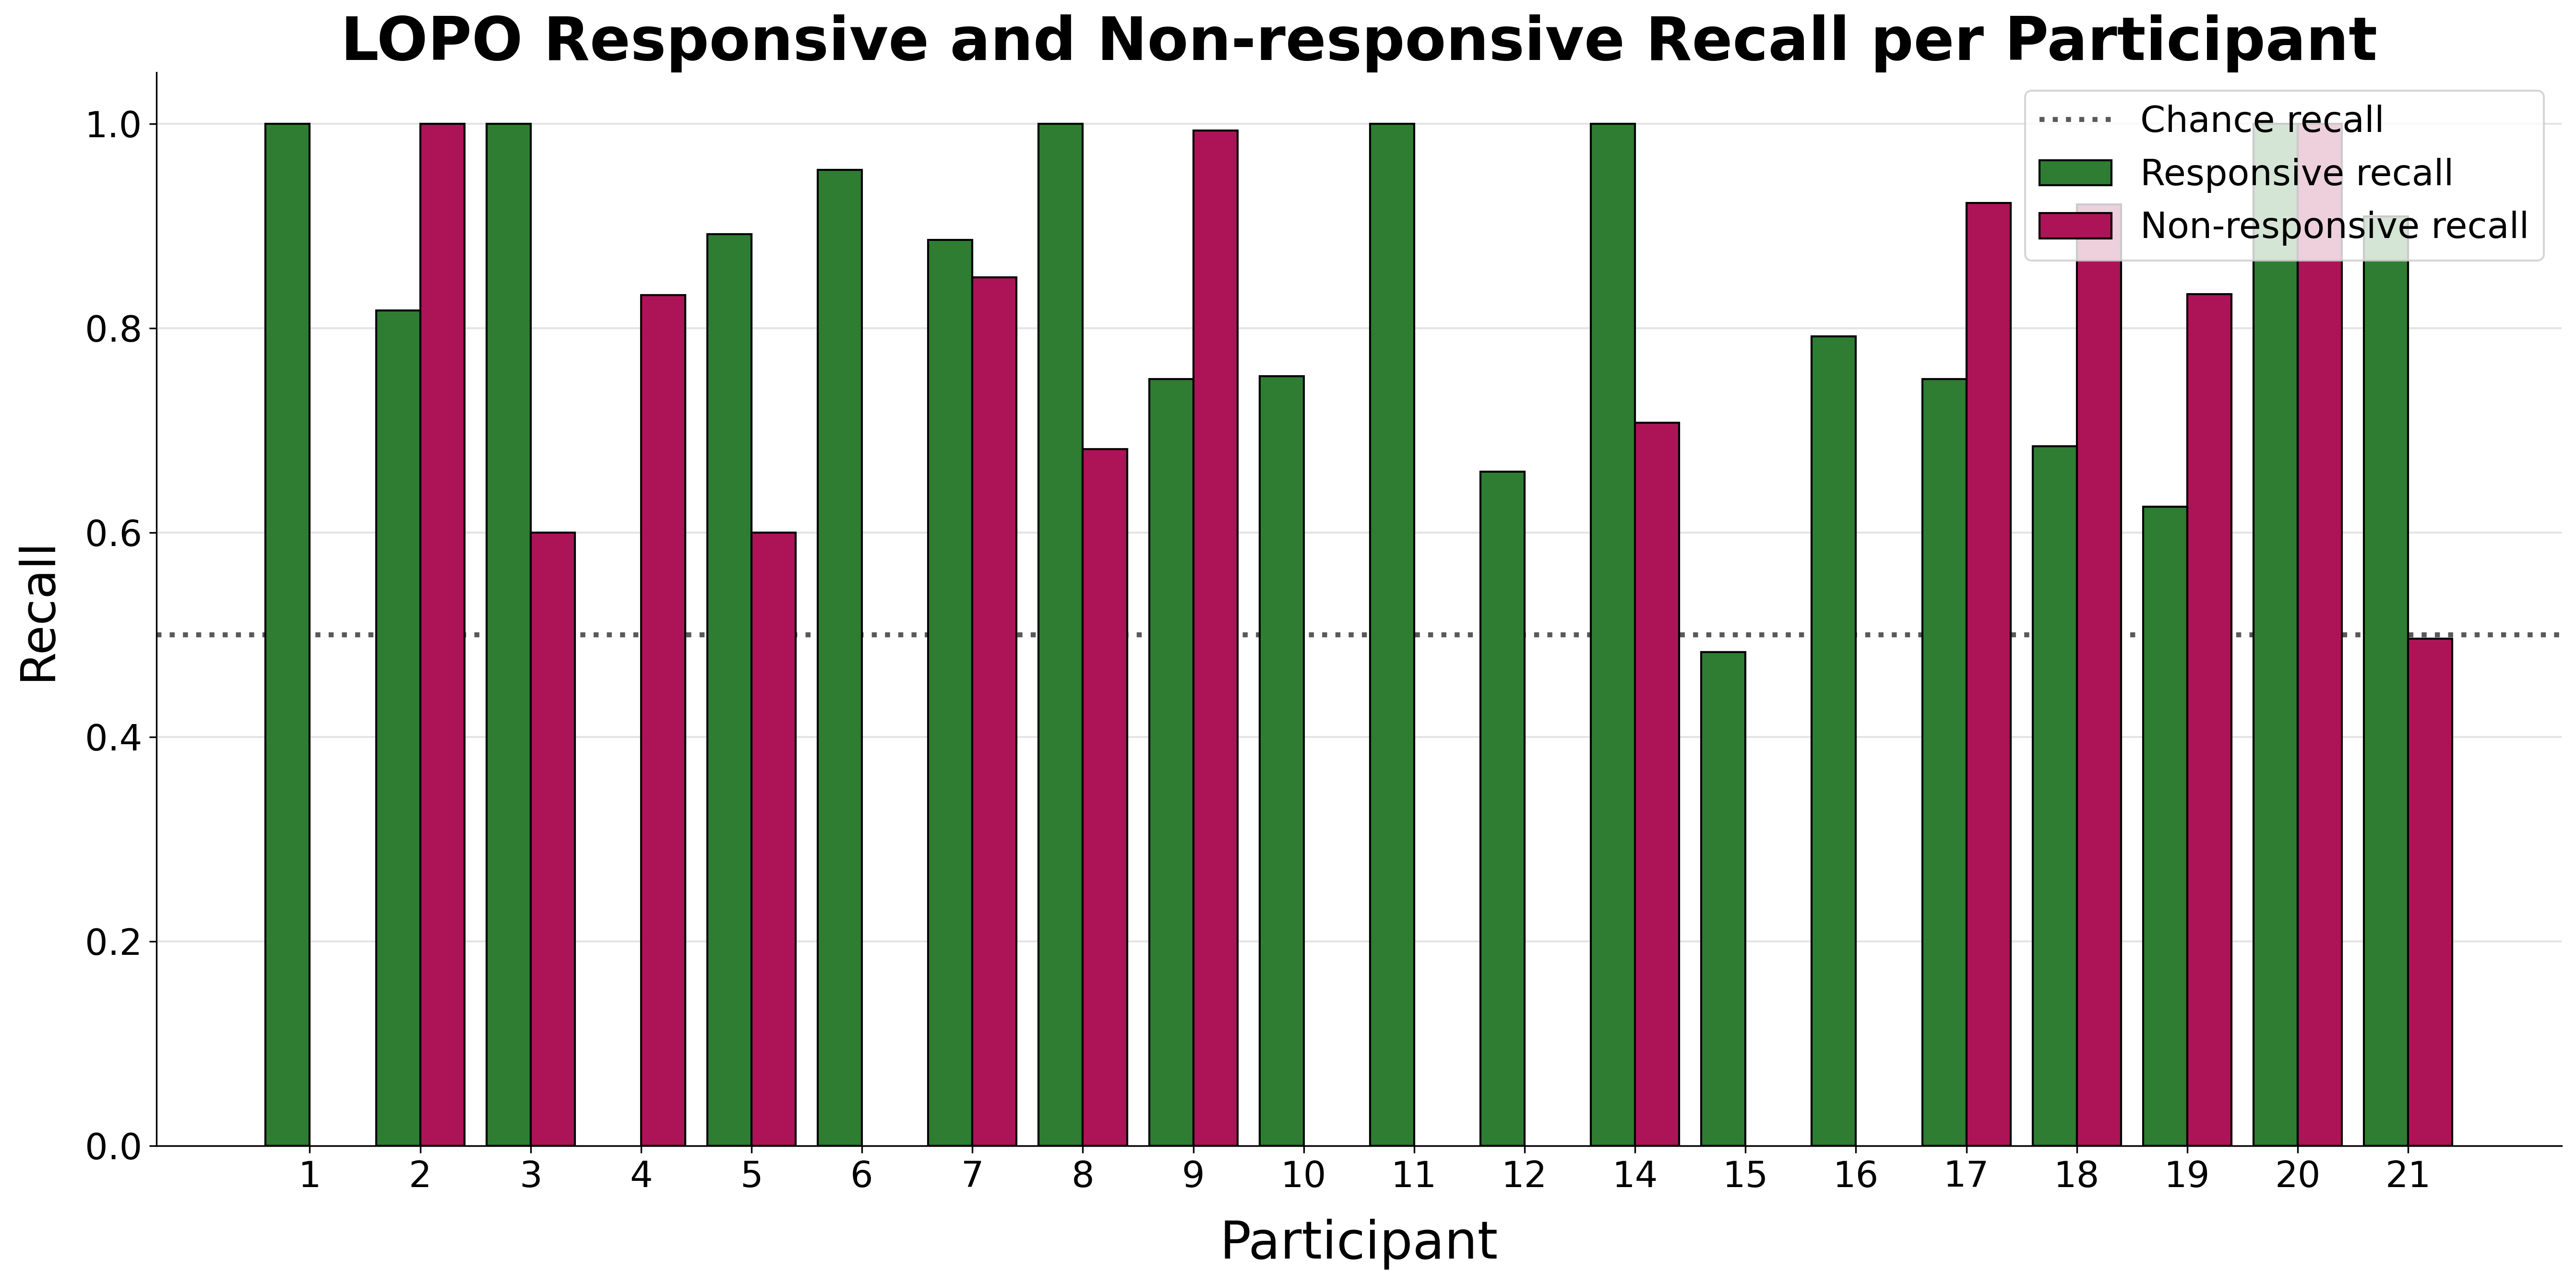 LOPO Responsive and Non-responsive Recall per Participant
Chance recall
Responsive recall
Non-responsive recall
Recall
1.0
0.8
0.6
0.4
0.2
0.0
1 2 3 4 5 6 7 8 9 10 11 12 14 15 16 17 18 19 20 21
Participant